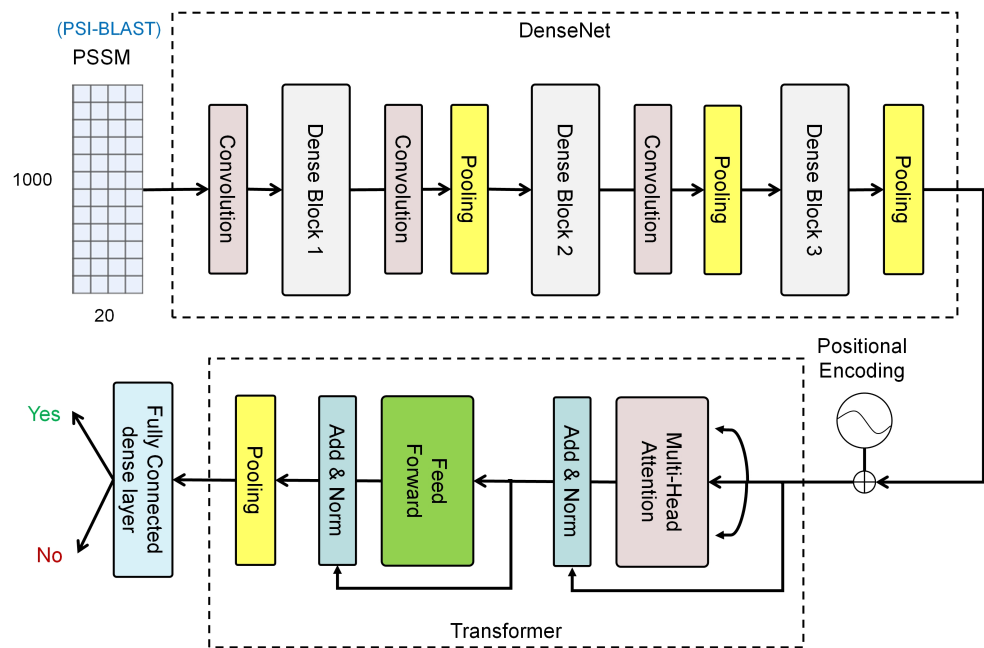 (PSI-BLAST)
PSSM
1000
20
DenseNet
Convolution
Dense Block 1
Convolution
Pooling
Dense Block 2
Convolution
Pooling
Dense Block 3
Pooling
Positional
Encoding
Multi-Head
Attention
Add & Norm
Feed
Forward
Add & Norm
Pooling
Transformer
Fully Connected
dense layer
Yes
No